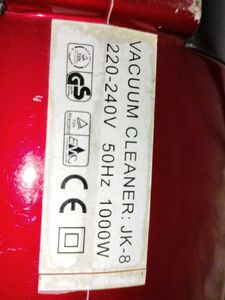 VACUUM CLEANER: JK-8
220-240V 50Hz 1000W
GS
CE